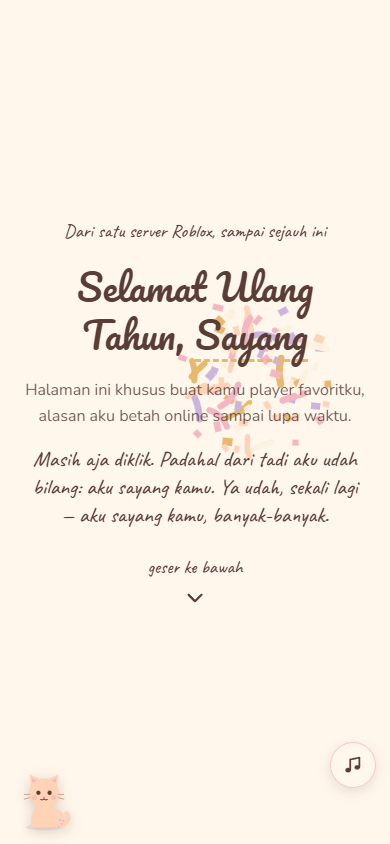 Dari satu server Roblox, sampai sejauh ini
Selamat Ulang
Tahun, Sayang
Halaman ini khusus buat kamu player favoritku,
alasan aku betah online sampai lupa waktu.
Masih aja diklik. Padahal dari tadi aku udah
bilang: aku sayang kamu. Ya udah, sekali lagi
— aku sayang kamu, banyak-banyak.
geser ke bawah